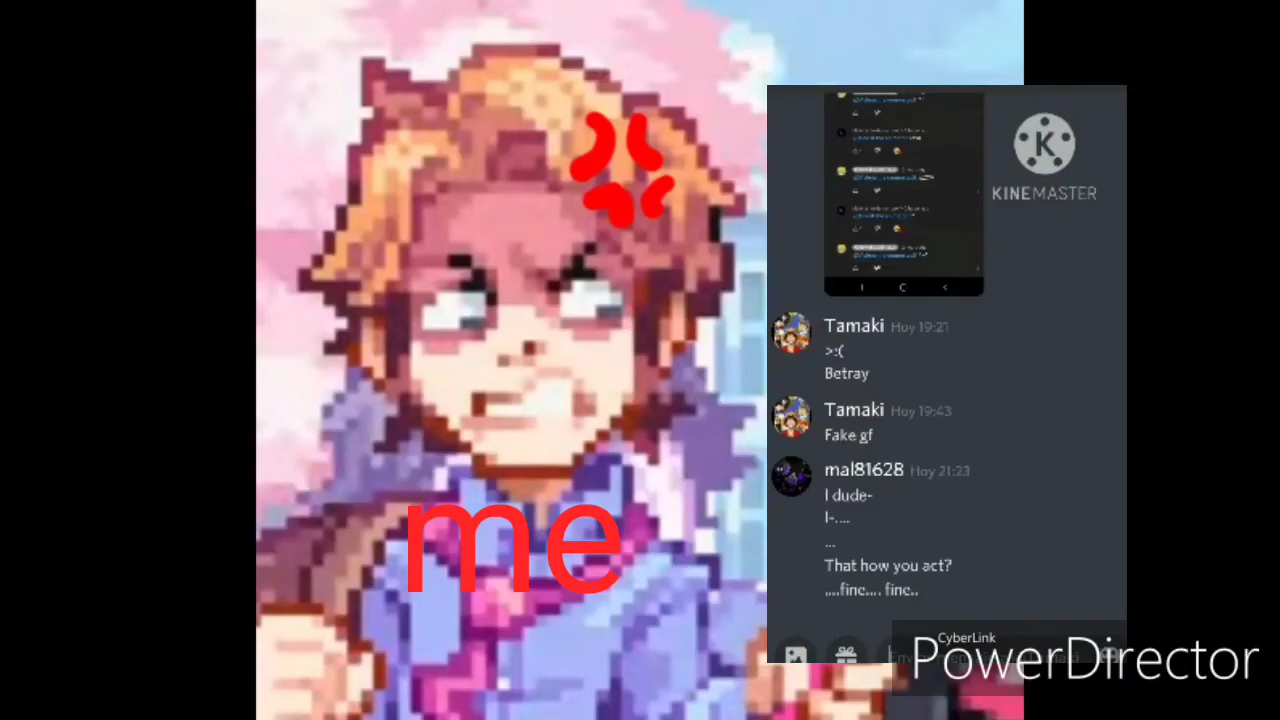 me
KINEMASTER
Tamaki Hoy 19:21
>:(
Betray
Tamaki Hoy 19:43
Fake gf
mal81628 Hoy 21:23
I dude-
I-....
...
That how you act?
....fine.... fine..
CyberLink
PowerDirector